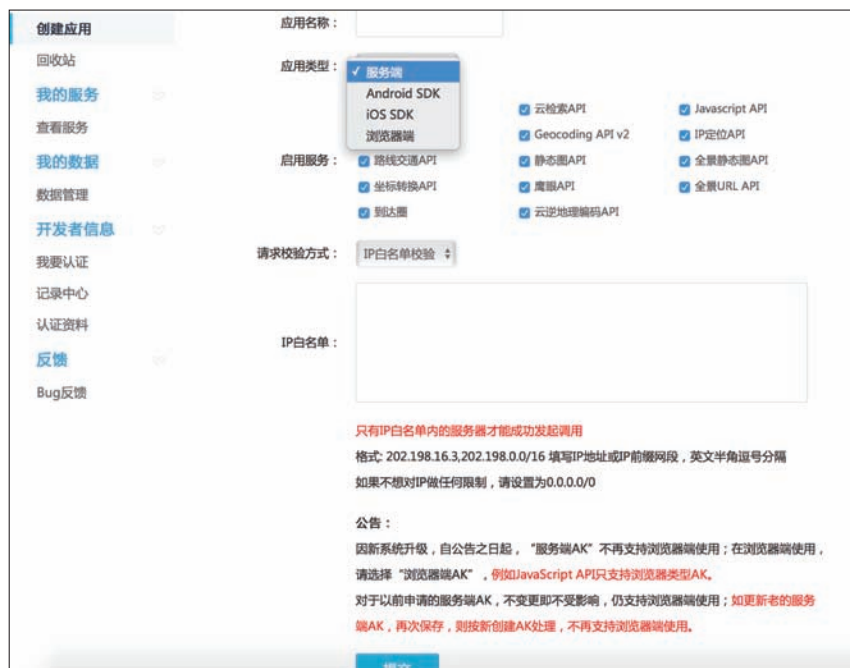 创建应用
回收站
我的服务
查看服务
我的数据
数据管理
开发者信息
我要认证
记录中心
认证资料
反馈
Bug反馈
应用名称：
应用类型：
✓ 服务端
Android SDK
iOS SDK
浏览器端
启用服务：
云检索API
Javascript API
Geocoding API v2
IP定位API
路线交通API
静态图API
全景静态图API
坐标转换API
鹰眼API
全景URL API
到达圈
云逆地理编码API
请求校验方式：
IP白名单校验
IP白名单：
只有IP白名单内的服务器才能成功发起调用
格式: 202.198.16.3,202.198.0.0/16 填写IP地址或IP前缀网段，英文半角逗号分隔
如果不想对IP做任何限制，请设置为0.0.0.0/0
公告：
因新系统升级，自公告之日起，“服务端AK”不再支持浏览器端使用；在浏览器端使用，
请选择“浏览器端AK”，例如JavaScript API只支持浏览器类型AK。
对于以前申请的服务端AK，不变更即不受影响，仍支持浏览器端使用；如更新老的服务
端AK，再次保存，则按新创建AK处理，不再支持浏览器端使用。
提交